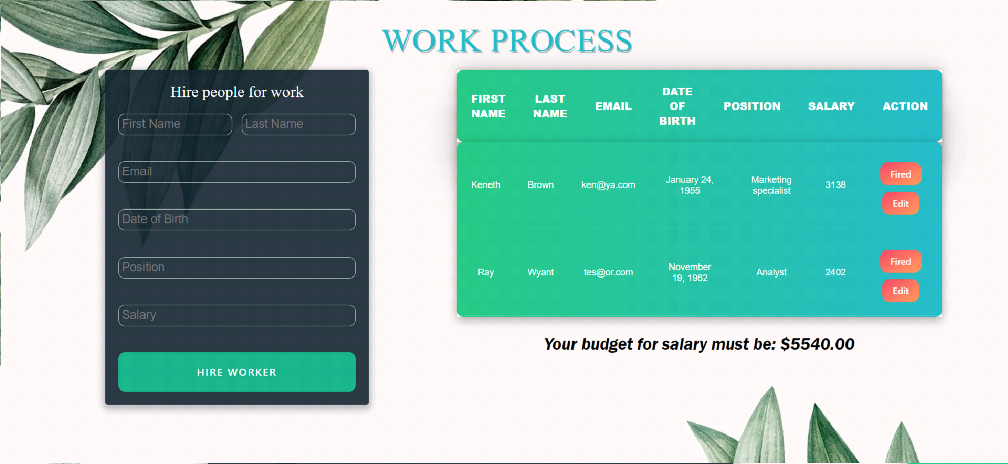 WORK PROCESS
Hire people for work
First Name Last Name
Email
Date of Birth
Position
Salary
HIRE WORKER
FIRST NAME LAST NAME EMAIL DATE OF BIRTH POSITION SALARY ACTION
Keneth Brown ken@ya.com January 24, 1955 Marketing specialist 3138 Fired
Edit
Ray Wyant tes@or.com November 19, 1962 Analyst 2402 Fired
Edit
Your budget for salary must be: $5540.00